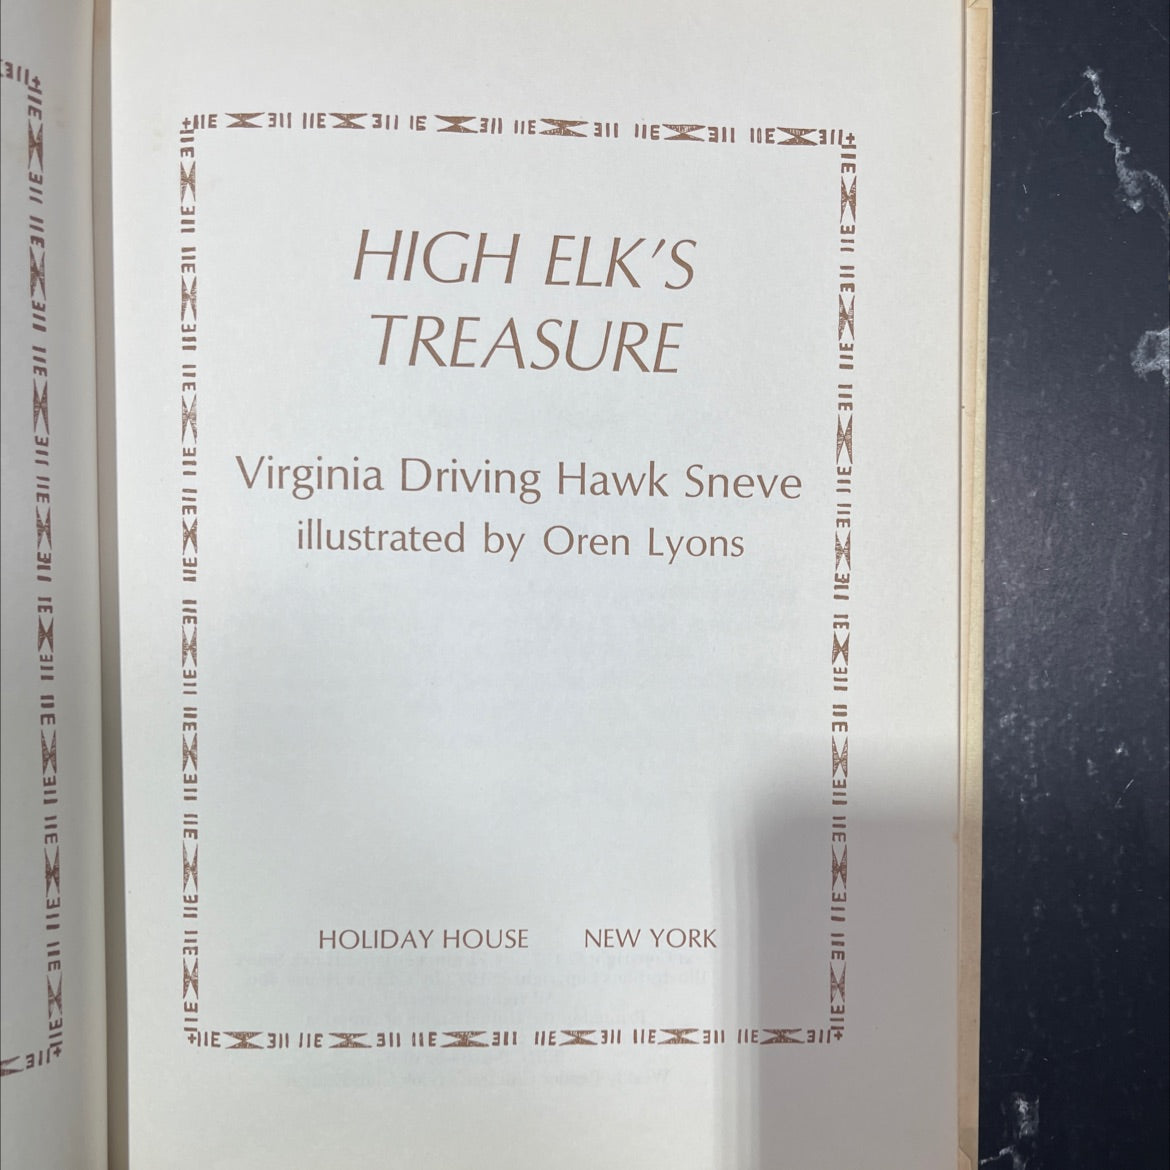 HIGH ELK'S
TREASURE
Virginia Driving Hawk Sneve
illustrated by Oren Lyons
HOLIDAY HOUSE NEW YORK